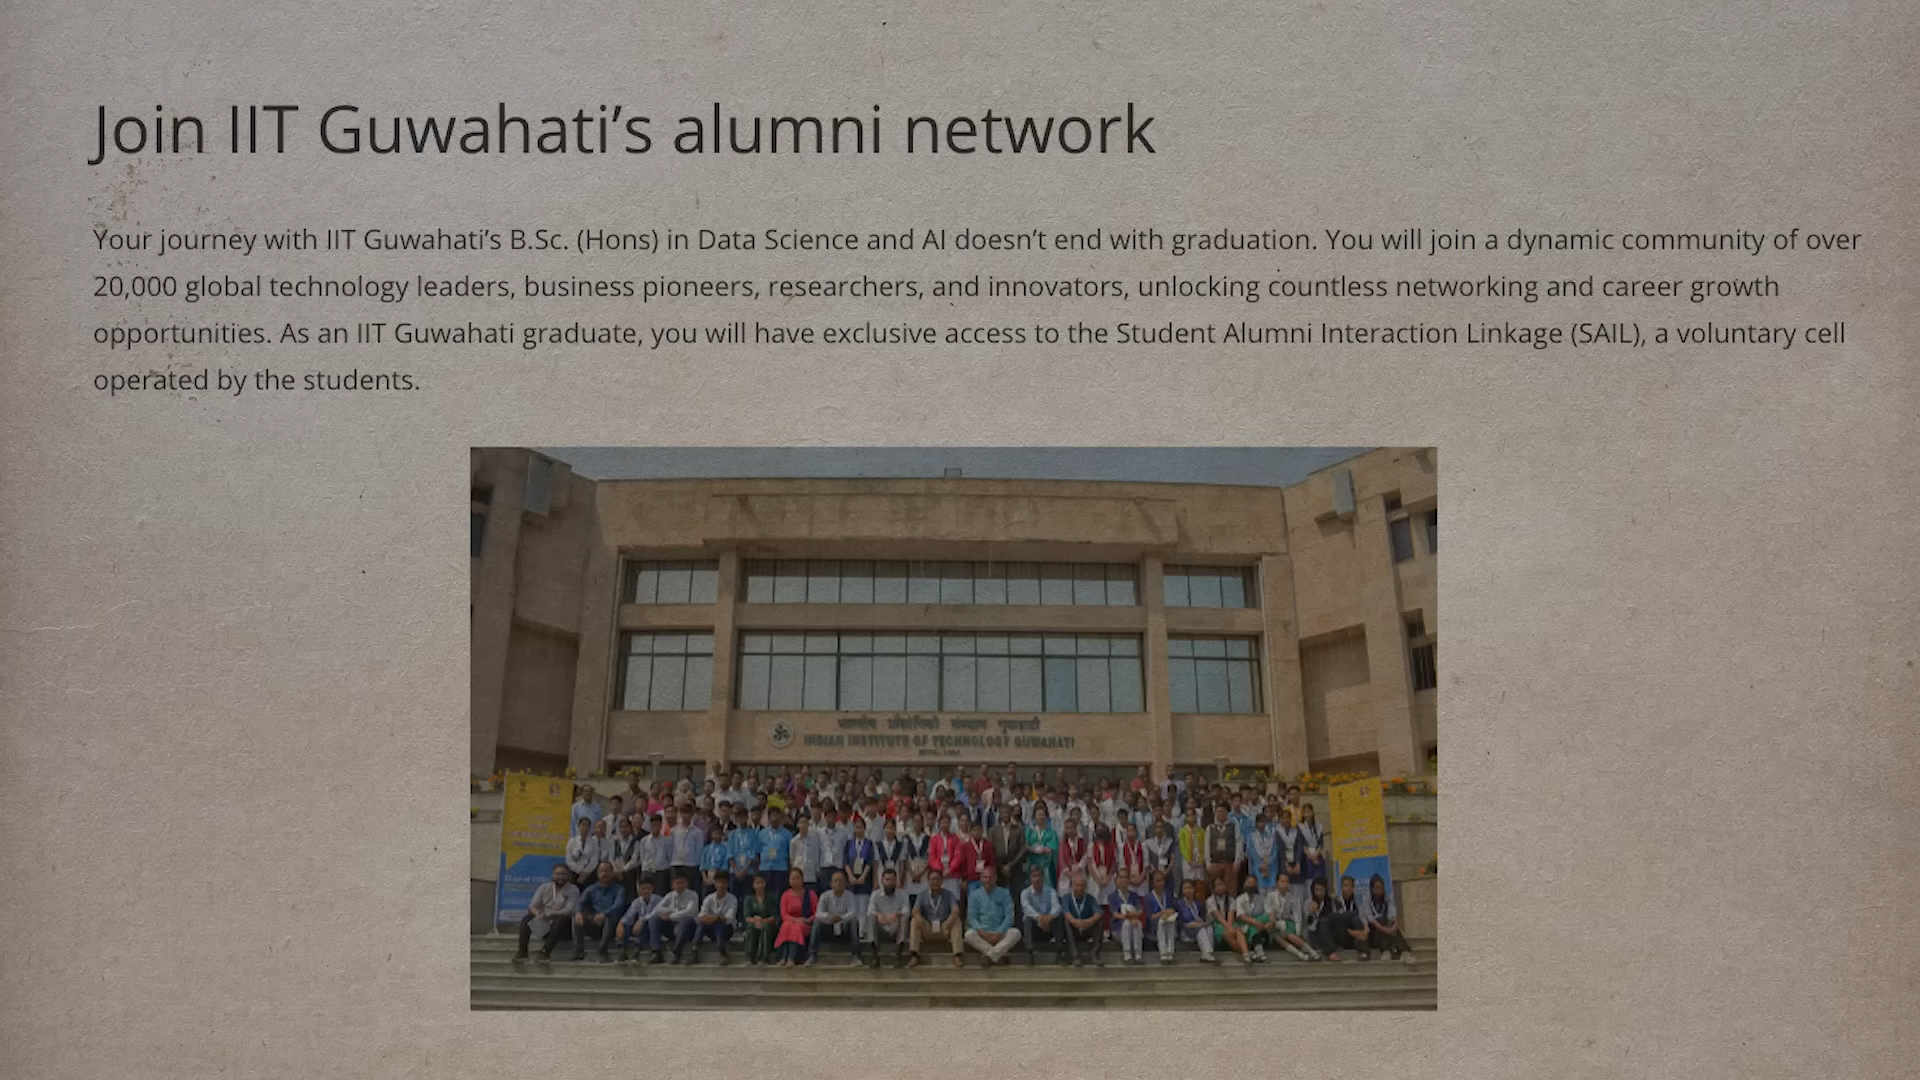 Join IIT Guwahati’s alumni network
Your journey with IIT Guwahati’s B.Sc. (Hons) in Data Science and AI doesn’t end with graduation. You will join a dynamic community of over
20,000 global technology leaders, business pioneers, researchers, and innovators, unlocking countless networking and career growth
opportunities. As an IIT Guwahati graduate, you will have exclusive access to the Student Alumni Interaction Linkage (SAIL), a voluntary cell
operated by the students.
भारतीय प्रौद्योगिकी संस्थान गुवाहाटी
INDIAN INSTITUTE OF TECHNOLOGY GUWAHATI